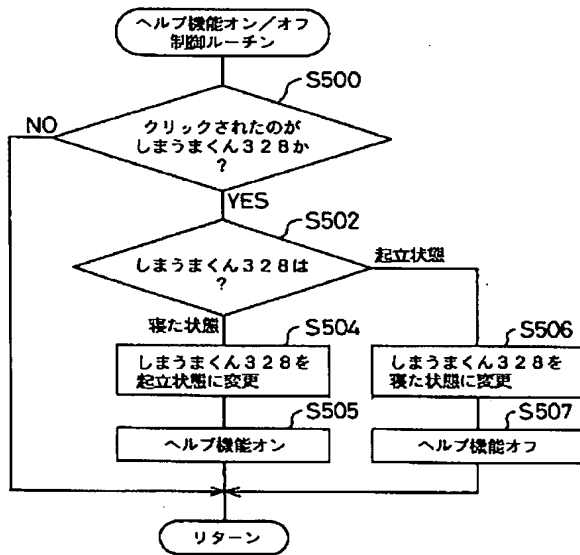 ヘルプ機能オン／オフ
制御ルーチン
S500
NO
クリックされたのが
しまうまくん３２８か
？
YES
S502
しまうまくん３２８は
？
起立状態
寝た状態
S504
しまうまくん３２８を
起立状態に変更
S506
しまうまくん３２８を
寝た状態に変更
S505
ヘルプ機能オン
S507
ヘルプ機能オフ
リターン